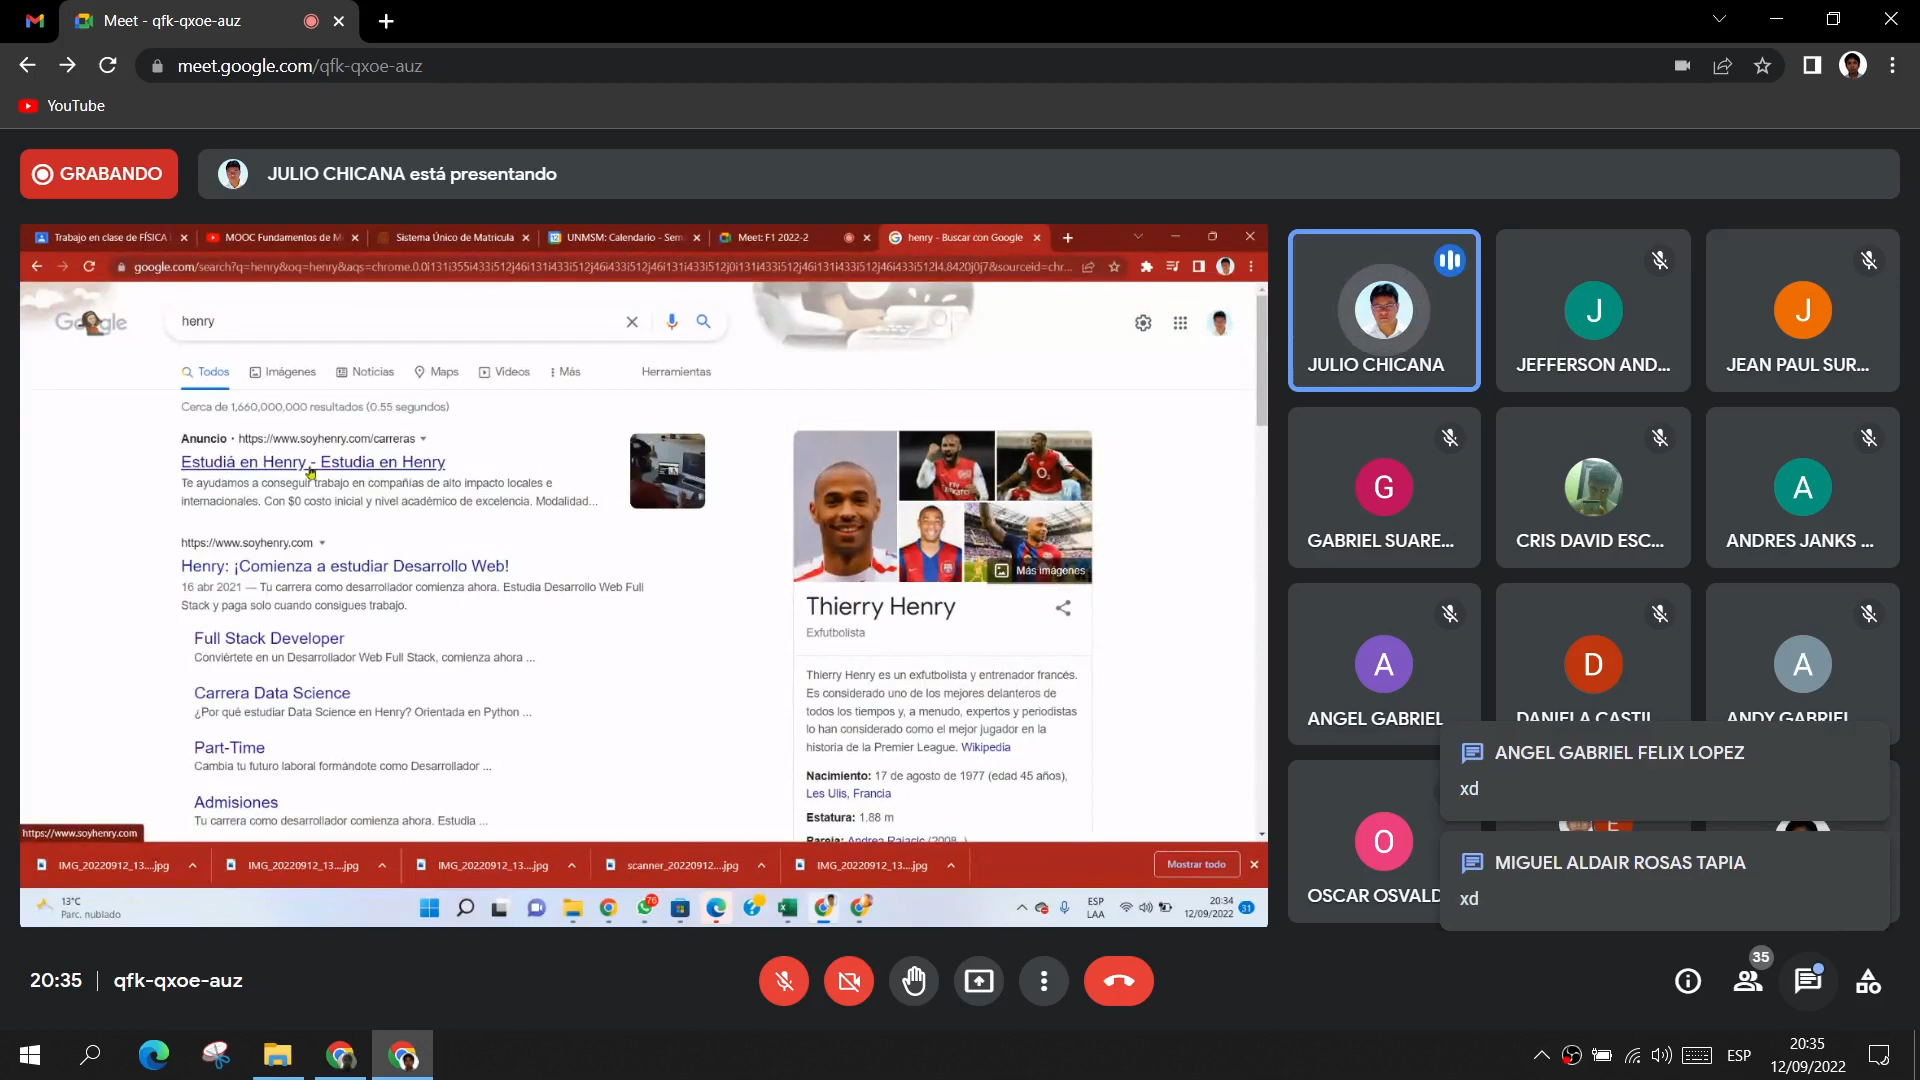 Meet - qfk-qxoe-auz
meet.google.com/qfk-qxoe-auz
YouTube
GRABANDO
JULIO CHICANA está presentando
Trabajo en clase de FÍSICA
MOOC Fundamentos de M
Sistema Único de Matricula
UNMSM: Calendario - Sem
Meet: F1 2022-2
henry - Buscar con Google
Google
henry
Todos
Imágenes
Noticias
Maps
Videos
Más
Herramientas
Cerca de 1,660,000,000 resultados (0.55 segundos)
Anuncio · https://www.soyhenry.com/carreras
Estudiá en Henry - Estudia en Henry
Te ayudamos a conseguir trabajo en compañías de alto impacto locales e
internacionales. Con $0 costo inicial y nivel académico de excelencia. Modalidad...
https://www.soyhenry.com
Henry: ¡Comienza a estudiar Desarrollo Web!
16 abr 2021 — Tu carrera como desarrollador comienza ahora. Estudia Desarrollo Web Full
Stack y paga solo cuando consigues trabajo.
Full Stack Developer
Conviértete en un Desarrollador Web Full Stack, comienza ahora ...
Carrera Data Science
¿Por qué estudiar Data Science en Henry? Orientada en Python ...
Part-Time
Cambia tu futuro laboral formándote como Desarrollador ...
Admisiones
Tu carrera como desarrollador comienza ahora. Estudia ...
https://www.soyhenry.com
Más imágenes
Thierry Henry
Exfutbolista
Thierry Henry es un exfutbolista y entrenador francés.
Es considerado uno de los mejores delanteros de
todos los tiempos y, a menudo, expertos y periodistas
lo han considerado como el mejor jugador en la
historia de la Premier League. Wikipedia
Nacimiento: 17 de agosto de 1977 (edad 45 años),
Les Ulis, Francia
Estatura: 1.88 m
Pareja: Andrea Rajacic (2008–)
IMG_20220912_13....jpg
IMG_20220912_13....jpg
IMG_20220912_13....jpg
scanner_20220912....jpg
IMG_20220912_13....jpg
Mostrar todo
13°C
Parc. nublado
76
ESP
LAA
20:34
12/09/2022
31
JULIO CHICANA
J
JEFFERSON AND...
J
JEAN PAUL SUR...
G
GABRIEL SUARE...
CRIS DAVID ESC...
A
ANDRES JANKS ...
A
ANGEL GABRIEL
D
DANIELA CASTIL
A
ANDY GABRIEL
O
OSCAR OSVALD
E
ANGEL GABRIEL FELIX LOPEZ
xd
MIGUEL ALDAIR ROSAS TAPIA
xd
20:35
qfk-qxoe-auz
35
ESP
20:35
12/09/2022